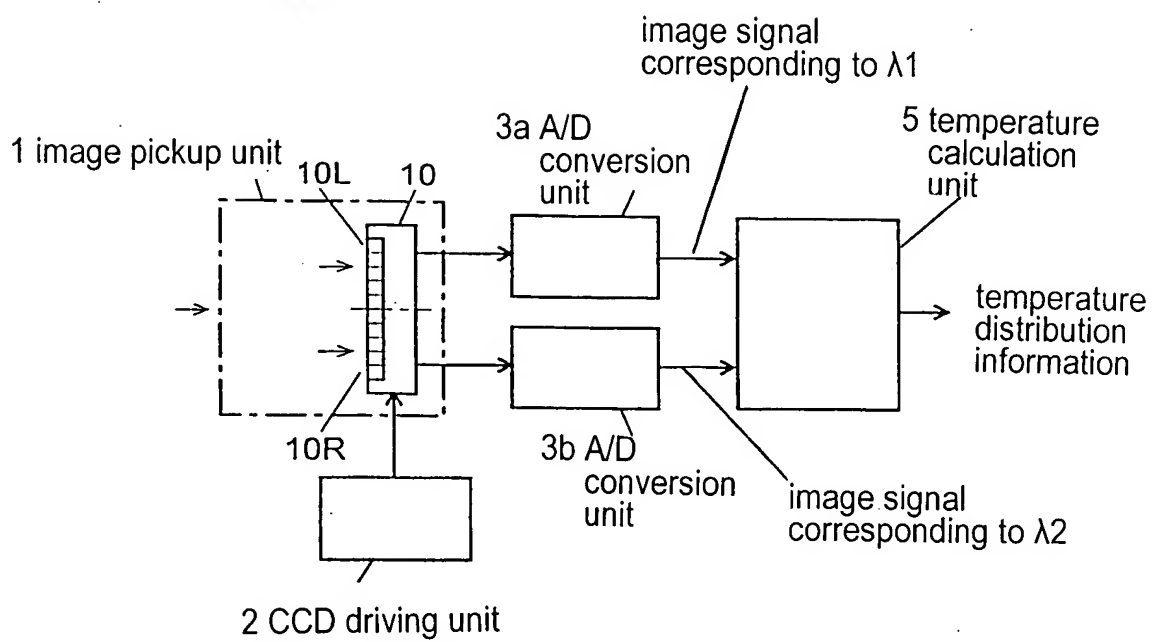 image signal
corresponding to λ1
3a A/D
conversion
unit
5 temperature
calculation
unit
1 image pickup unit
10L
10
temperature
distribution
information
10R
3b A/D
conversion
unit
image signal
corresponding to λ2
2 CCD driving unit